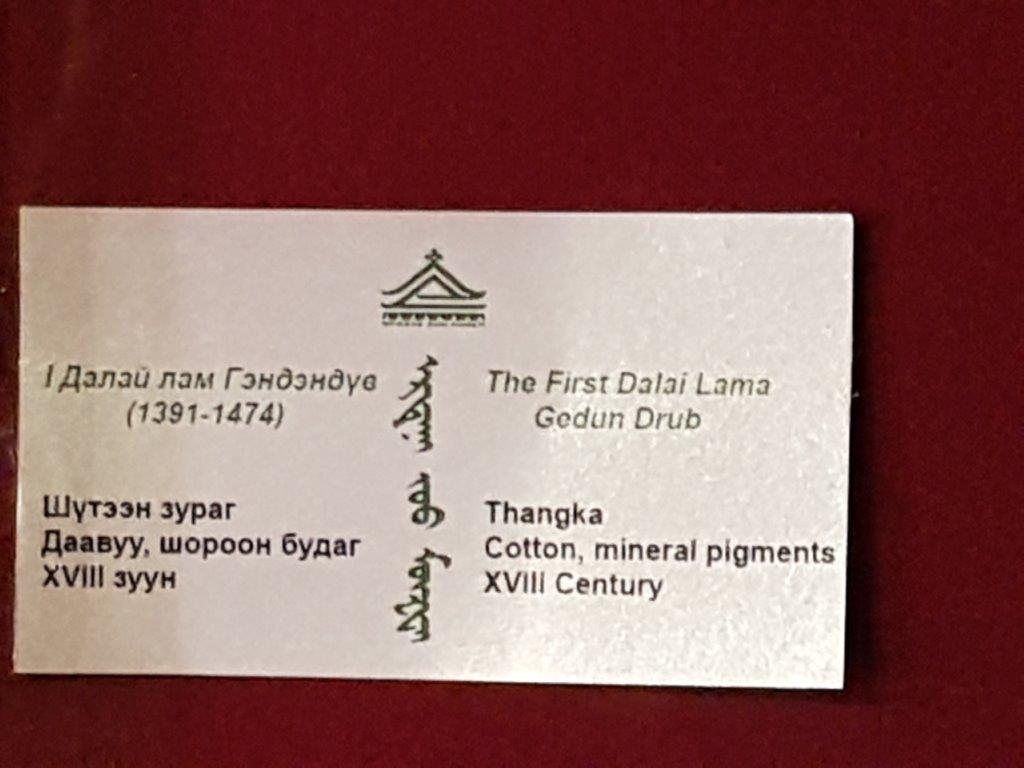 I Далай лам Гэндэндүв
(1391-1474)
Шүтээн зураг
Даавуу, шороон будаг
XVIII зуун
The First Dalai Lama
Gedun Drub
Thangka
Cotton, mineral pigments
XVIII Century